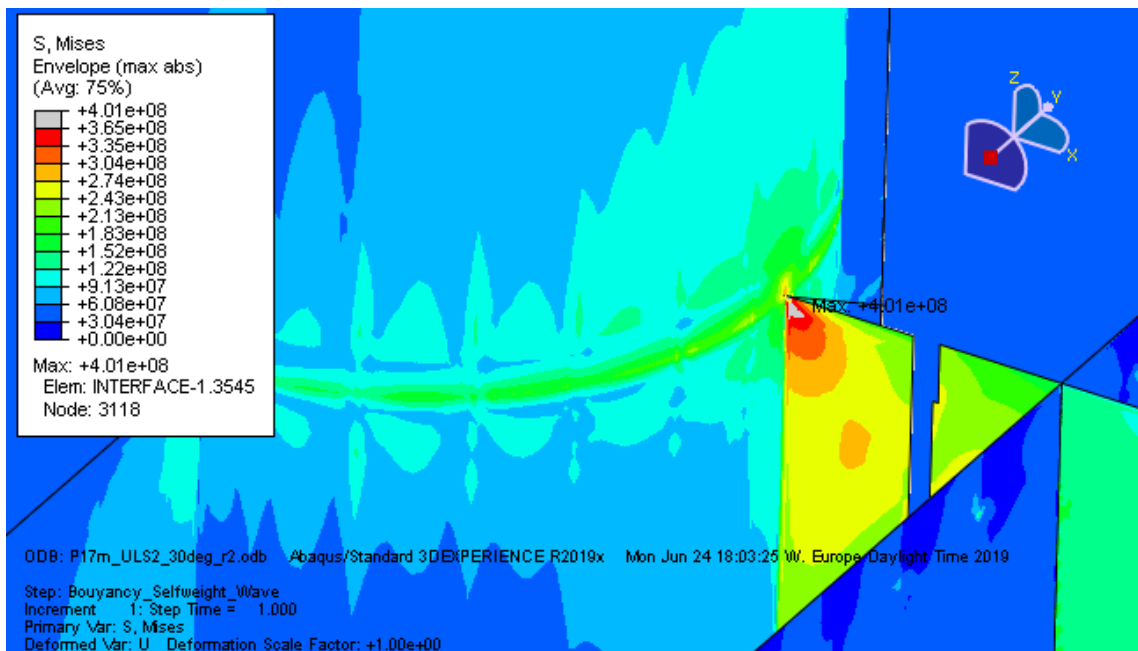 S, Mises
Envelope (max abs)
(Avg: 75%)
+4.01e+08
+3.65e+08
+3.35e+08
+3.04e+08
+2.74e+08
+2.43e+08
+2.13e+08
+1.83e+08
+1.52e+08
+1.22e+08
+9.13e+07
+6.08e+07
+3.04e+07
+0.00e+00
Max: +4.01e+08
Elem: INTERFACE-1.3545
Node: 3118
Z
Y
X
Max: +4.01e+08
ODB: P17m_ULS2_30deg_r2.odb Abaqus/Standard 3DEXPERIENCE R2019x Mon Jun 24 18:03:25 W. Europe Daylight Time 2019
Step: Bouyancy_Selfweight_Wave
Increment 1: Step Time = 1.000
Primary Var: S, Mises
Deformed Var: U Deformation Scale Factor: +1.00e+00